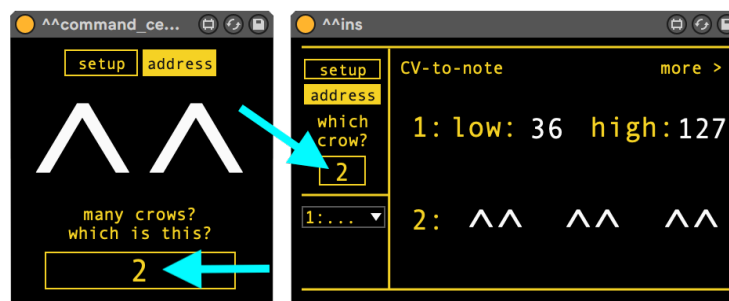 ^^command_ce...
setup address
^^
many crows?
which is this?
2
^^ins
setup
address
which
crow?
2
1:...
CV-to-note more >
1: low: 36 high: 127
2: ^^ ^^ ^^